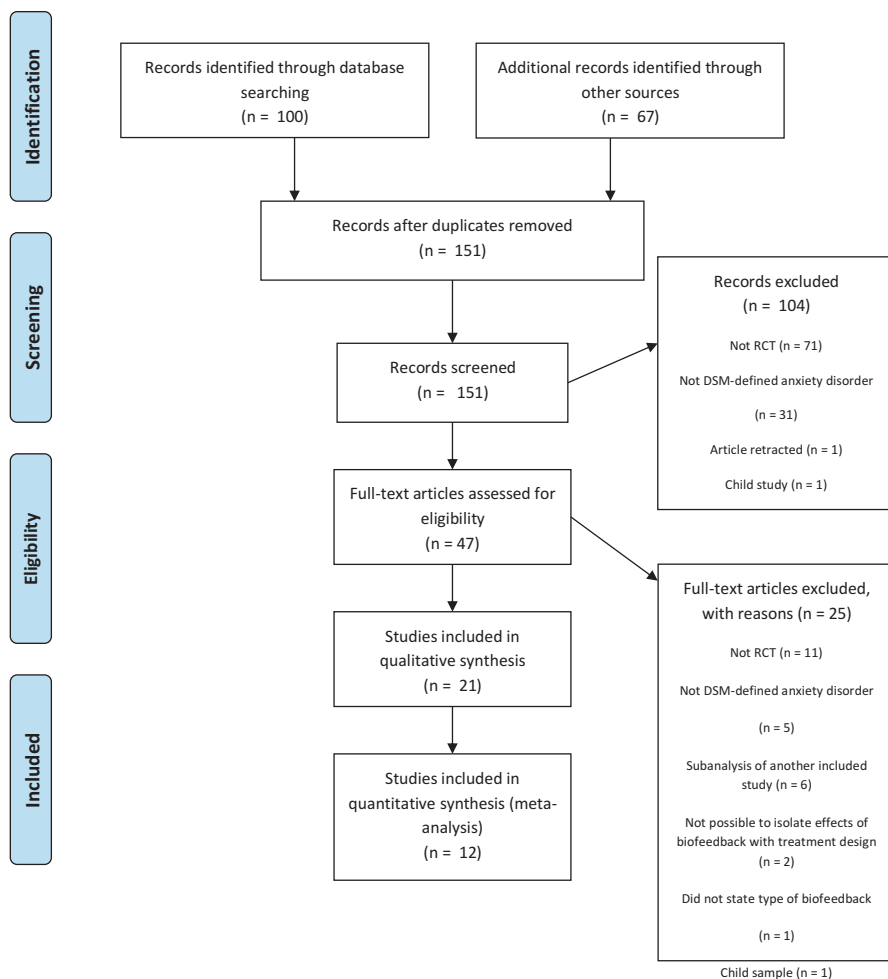 Identification
Records identified through database
searching
(n = 100)
Additional records identified through
other sources
(n = 67)
Records after duplicates removed
(n = 151)
Screening
Records screened
(n = 151)
Records excluded
(n = 104)
Not RCT (n = 71)
Not DSM-defined anxiety disorder
(n = 31)
Article retracted (n = 1)
Child study (n = 1)
Eligibility
Full-text articles assessed for
eligibility
(n = 47)
Full-text articles excluded,
with reasons (n = 25)
Not RCT (n = 11)
Not DSM-defined anxiety disorder
(n = 5)
Subanalysis of another included
study (n = 6)
Not possible to isolate effects of
biofeedback with treatment design
(n = 2)
Did not state type of biofeedback
(n = 1)
Child sample (n = 1)
Studies included in
qualitative synthesis
(n = 21)
Included
Studies included in
quantitative synthesis (meta-
analysis)
(n = 12)